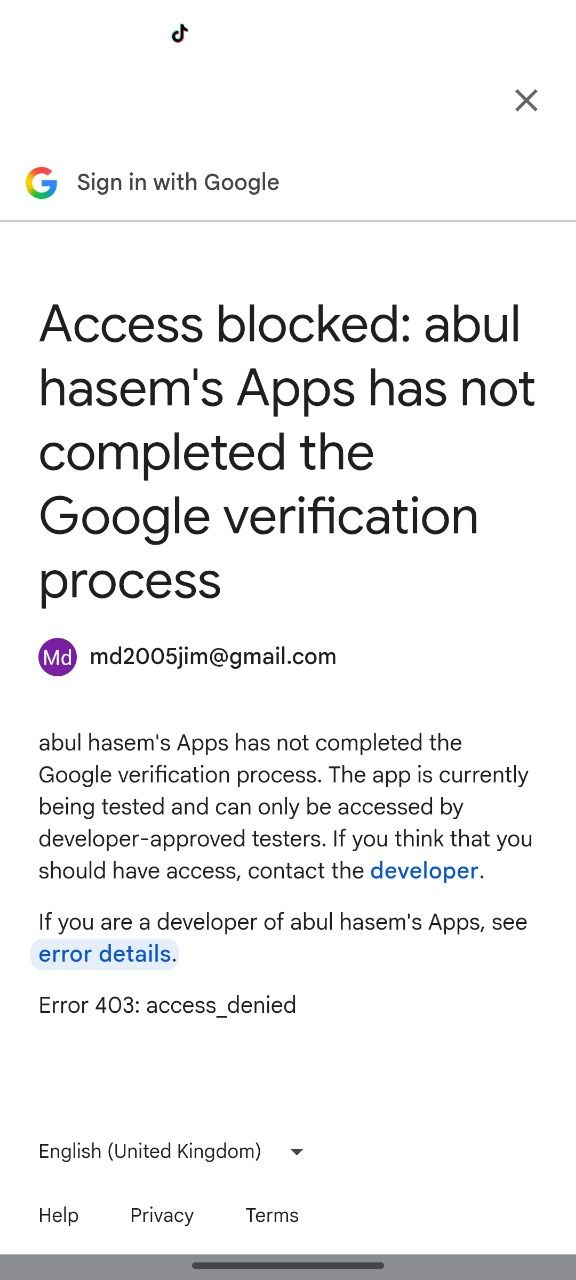 Sign in with Google
Access blocked: abul
hasem's Apps has not
completed the
Google verification
process
Md
md2005jim@gmail.com
abul hasem's Apps has not completed the
Google verification process. The app is currently
being tested and can only be accessed by
developer-approved testers. If you think that you
should have access, contact the developer.
If you are a developer of abul hasem's Apps, see
error details.
Error 403: access_denied
English (United Kingdom)
Help Privacy Terms